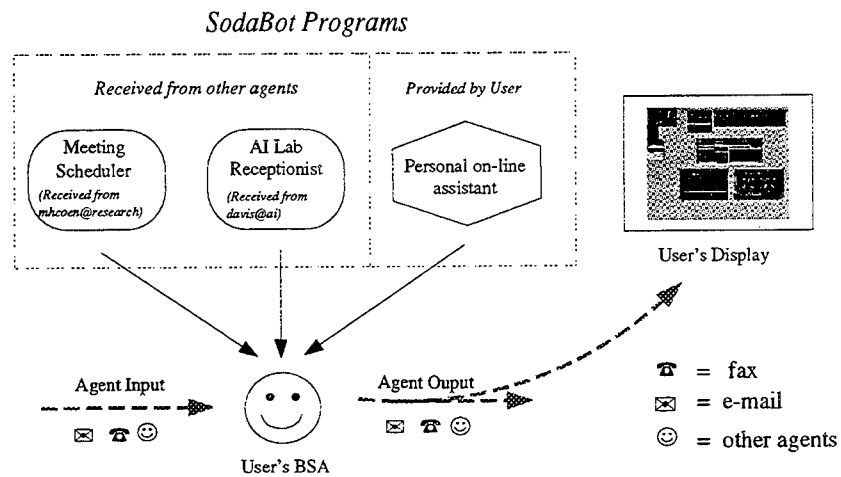 SodaBot Programs
Received from other agents
Provided by User
Meeting
Scheduler
(Received from
mhcoen@research)
AI Lab
Receptionist
(Received from
davis@ai)
Personal on-line
assistant
User's Display
Agent Input
Agent Ouput
User's BSA
= fax
= e-mail
= other agents